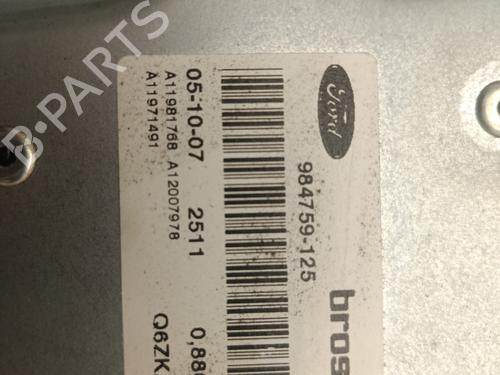 Ford
984759-125
bros
05-10-07 2511 0,88
A11981768 A12007978
A11971491
Q6ZK
B-PARTS